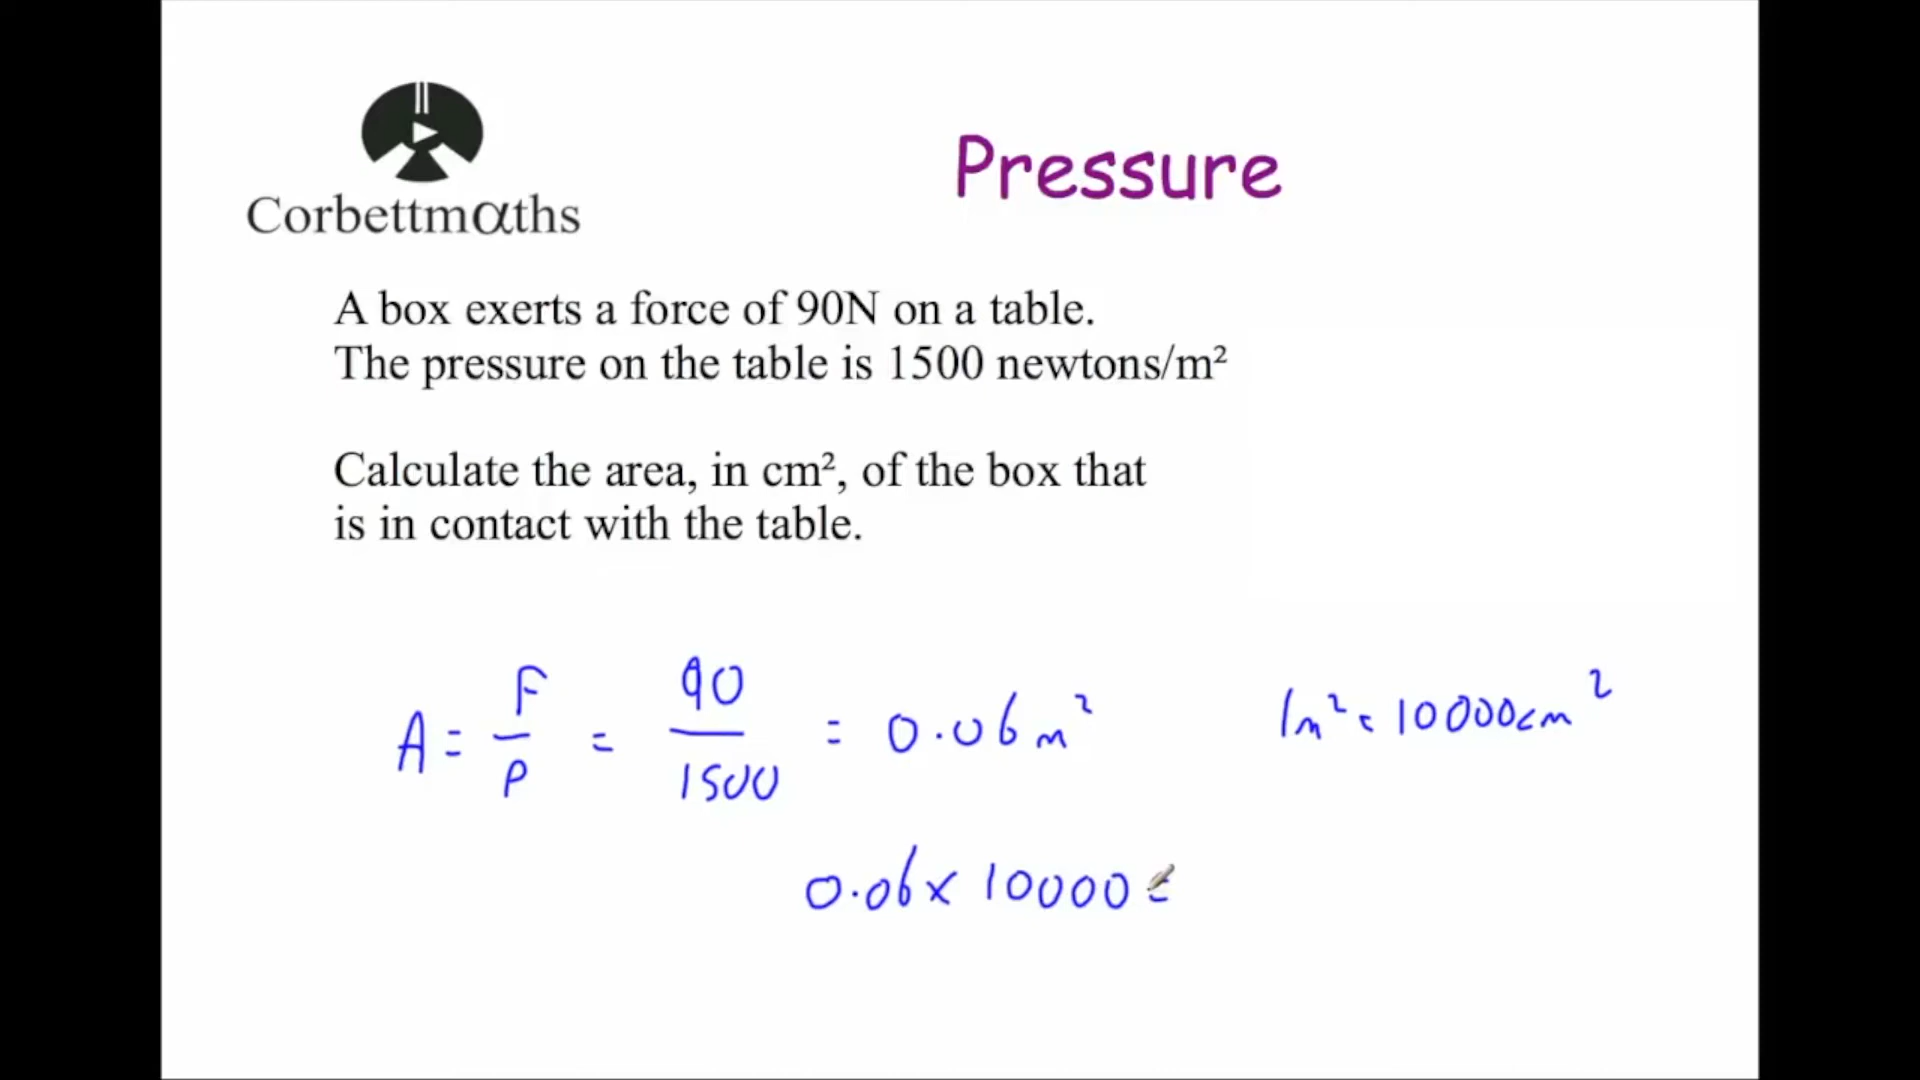 Corbettmαths
Pressure
A box exerts a force of 90N on a table.
The pressure on the table is 1500 newtons/m²
Calculate the area, in cm², of the box that
is in contact with the table.
A = F/P = 90/1500 = 0.06m² 1m² = 10000cm²
0.06 × 10000 =